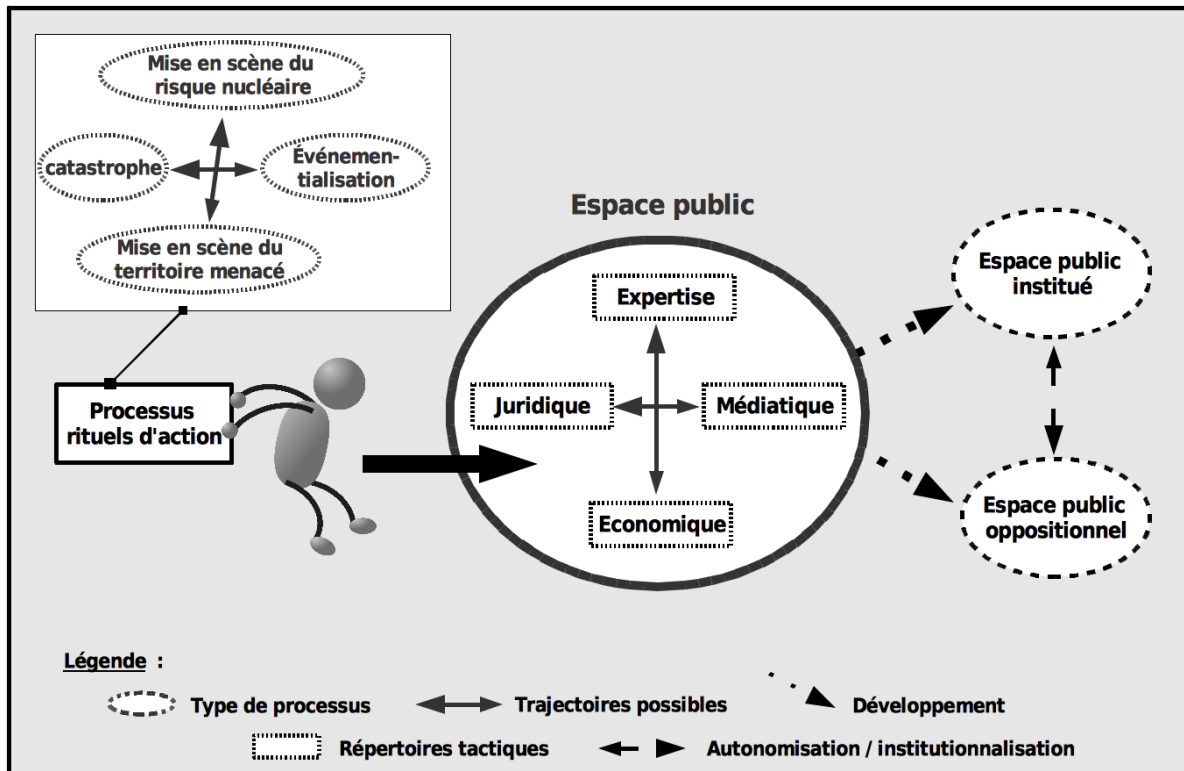 Mise en scène du
risque nucléaire
catastrophe
Événemen-
tialisation
Mise en scène du
territoire menacé
Processus
rituels d'action
Espace public
Expertise
Juridique
Médiatique
Economique
Espace public
institué
Espace public
oppositionnel
Légende :
Type de processus
Trajectoires possibles
Développement
Répertoires tactiques
Autonomisation / institutionnalisation